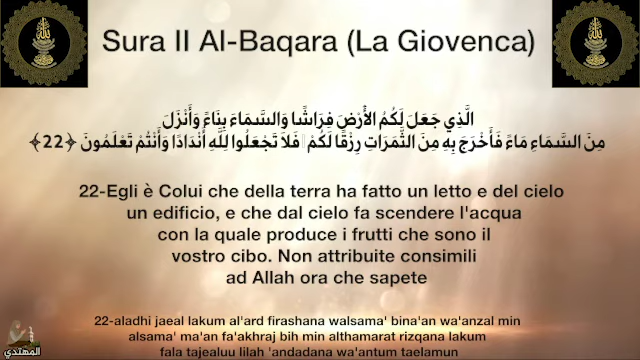 Sura II Al-Baqara (La Giovenca)
الَّذِي جَعَلَ لَكُمُ الأَرْضَ فِرَاشًا وَالسَّمَاءَ بِنَاءً وَأَنْزَلَ
مِنَ السَّمَاءِ مَاءً فَأَخْرَجَ بِهِ مِنَ الثَّمَرَاتِ رِزْقًا لَكُمْ فَلاَ تَجْعَلُوا لِلَّهِ أَنْدَادًا وَأَنْتُمْ تَعْلَمُونَ ﴿22﴾
22-Egli è Colui che della terra ha fatto un letto e del cielo
un edificio, e che dal cielo fa scendere l'acqua
con la quale produce i frutti che sono il
vostro cibo. Non attribuite consimili
ad Allah ora che sapete
22-aladhi jaeal lakum al'ard firashana walsama' bina'an wa'anzal min
alsama' ma'an fa'akhraj bih min althamarat rizqana lakum
fala tajealuu lilah 'andadana wa'antum taelamun
المهتدي